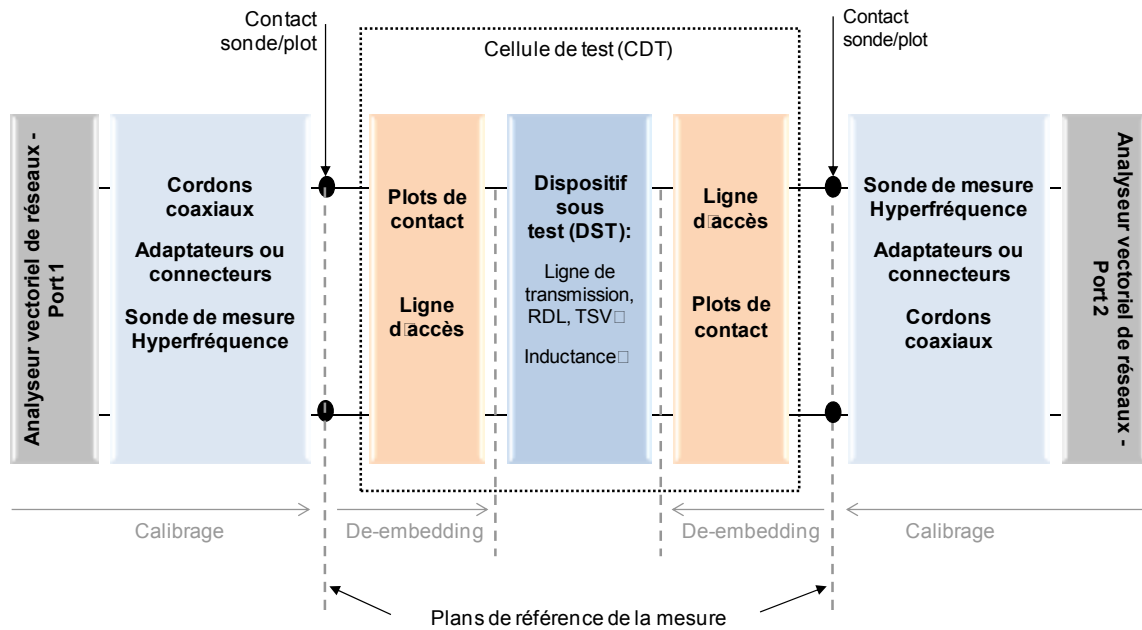 Contact
sonde/plot
Contact
sonde/plot
Cellule de test (CDT)
Analyseur vectoriel de réseaux -
Port 1
Cordons
coaxiaux
Adaptateurs ou
connecteurs
Sonde de mesure
Hyperfréquence
Plots de
contact
Ligne
d□accès
Dispositif
sous
test (DST):
Ligne de
transmission,
RDL, TSV□
Inductance□
Ligne
d□accès
Plots de
contact
Sonde de mesure
Hyperfréquence
Adaptateurs ou
connecteurs
Cordons
coaxiaux
Analyseur vectoriel de réseaux -
Port 2
Calibrage
De-embedding
De-embedding
Calibrage
Plans de référence de la mesure